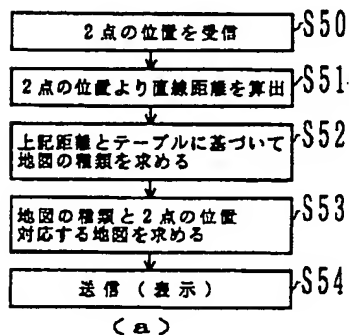 2点の位置を受信
S50
2点の位置より直線距離を算出
S51
上記距離とテーブルに基づいて
地図の種類を求める
S52
地図の種類と2点の位置
対応する地図を求める
S53
送信(表示)
S54
(a)